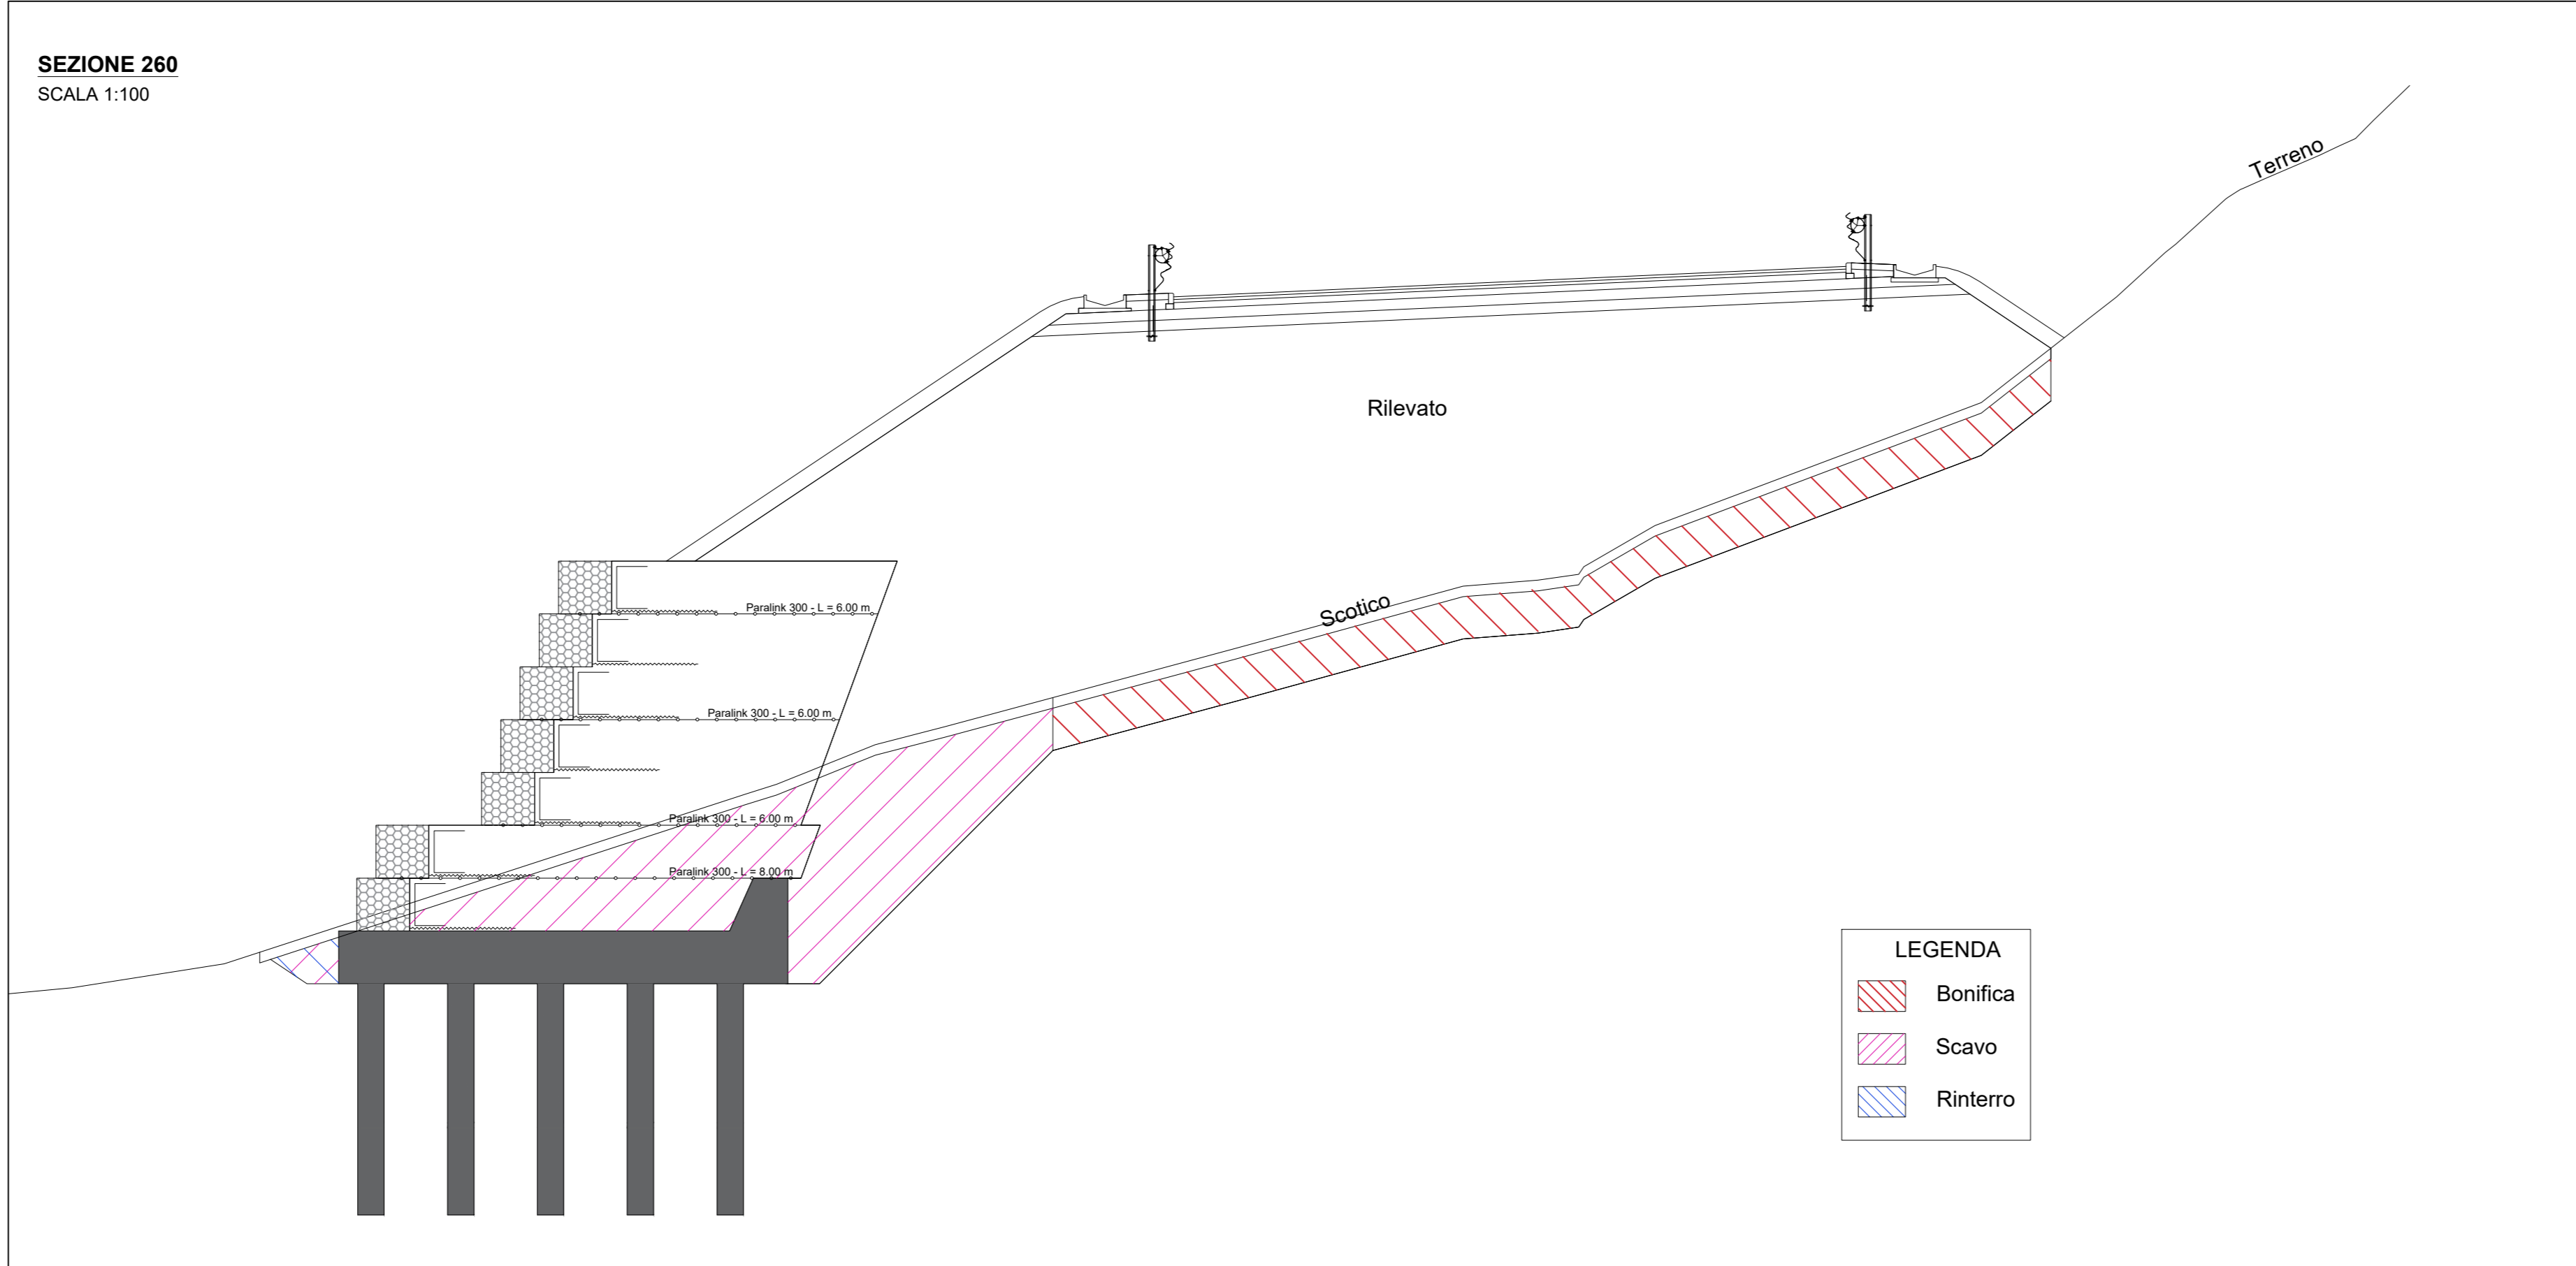 SEZIONE 260
SCALA 1:100
Terreno
Rilevato
Scotico
Paralink 300 - L = 6.00 m
Paralink 300 - L = 6.00 m
Paralink 300 - L = 6.00 m
Paralink 300 - L = 8.00 m
LEGENDA
Bonifica
Scavo
Rinterro